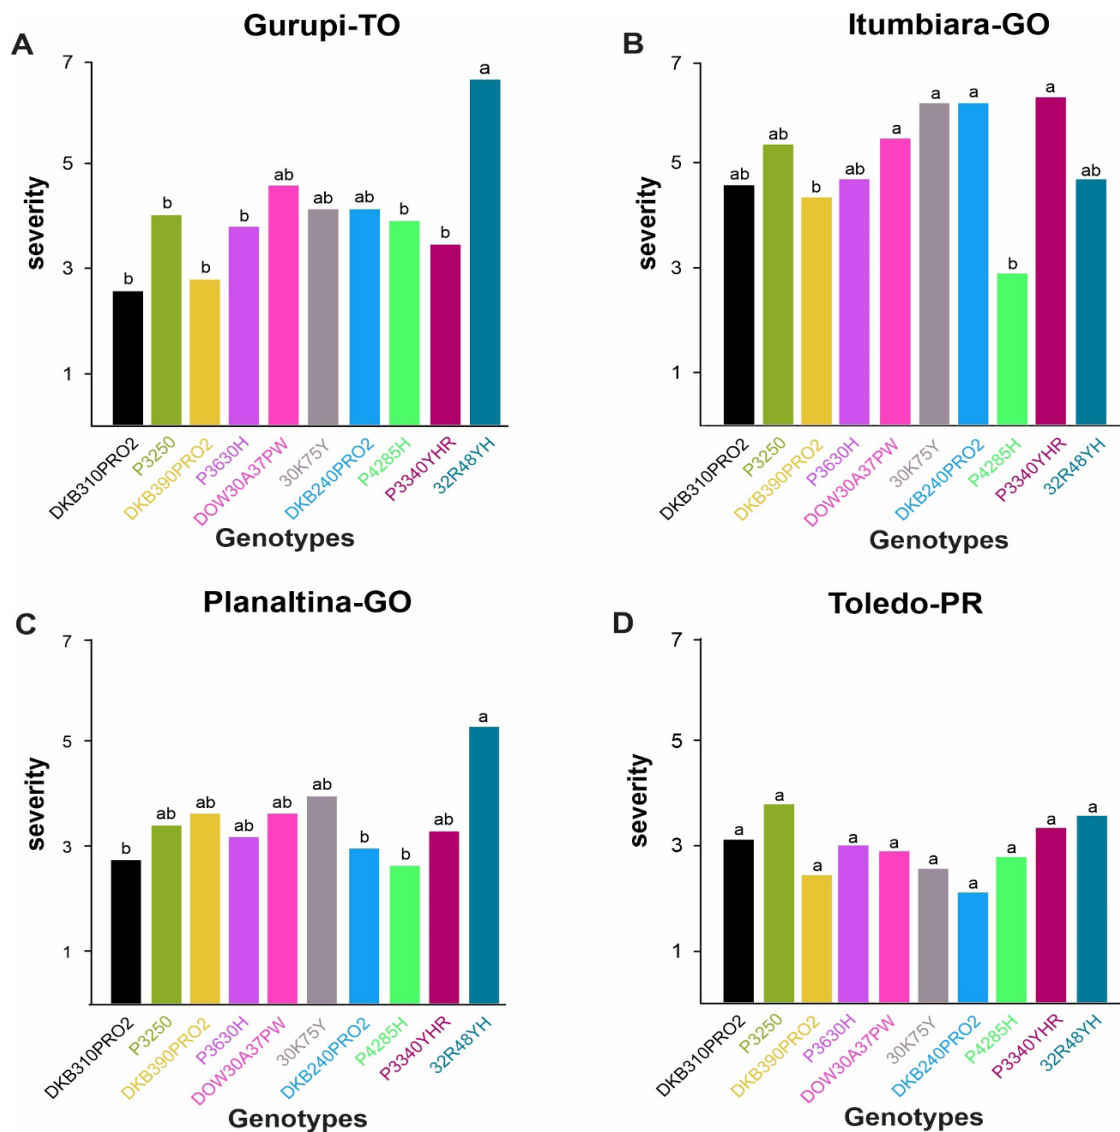 Gurupi-TO
A
7
5
3
1
severity
b
b
b
b
ab
ab
ab
b
b
a
DKB310PRO2
P3250
DKB390PRO2
P3630H
DOW30A37PW
30K75Y
DKB240PRO2
P4285H
P3340YHR
32R48YH
Genotypes
Itumbiara-GO
B
7
5
3
1
severity
ab
ab
b
ab
a
a
a
b
a
ab
DKB310PRO2
P3250
DKB390PRO2
P3630H
DOW30A37PW
30K75Y
DKB240PRO2
P4285H
P3340YHR
32R48YH
Genotypes
Planaltina-GO
C
7
5
3
1
severity
b
ab
ab
ab
ab
ab
b
b
ab
a
DKB310PRO2
P3250
DKB390PRO2
P3630H
DOW30A37PW
30K75Y
DKB240PRO2
P4285H
P3340YHR
32R48YH
Genotypes
Toledo-PR
D
7
5
3
1
severity
a
a
a
a
a
a
a
a
a
a
DKB310PRO2
P3250
DKB390PRO2
P3630H
DOW30A37PW
30K75Y
DKB240PRO2
P4285H
P3340YHR
32R48YH
Genotypes